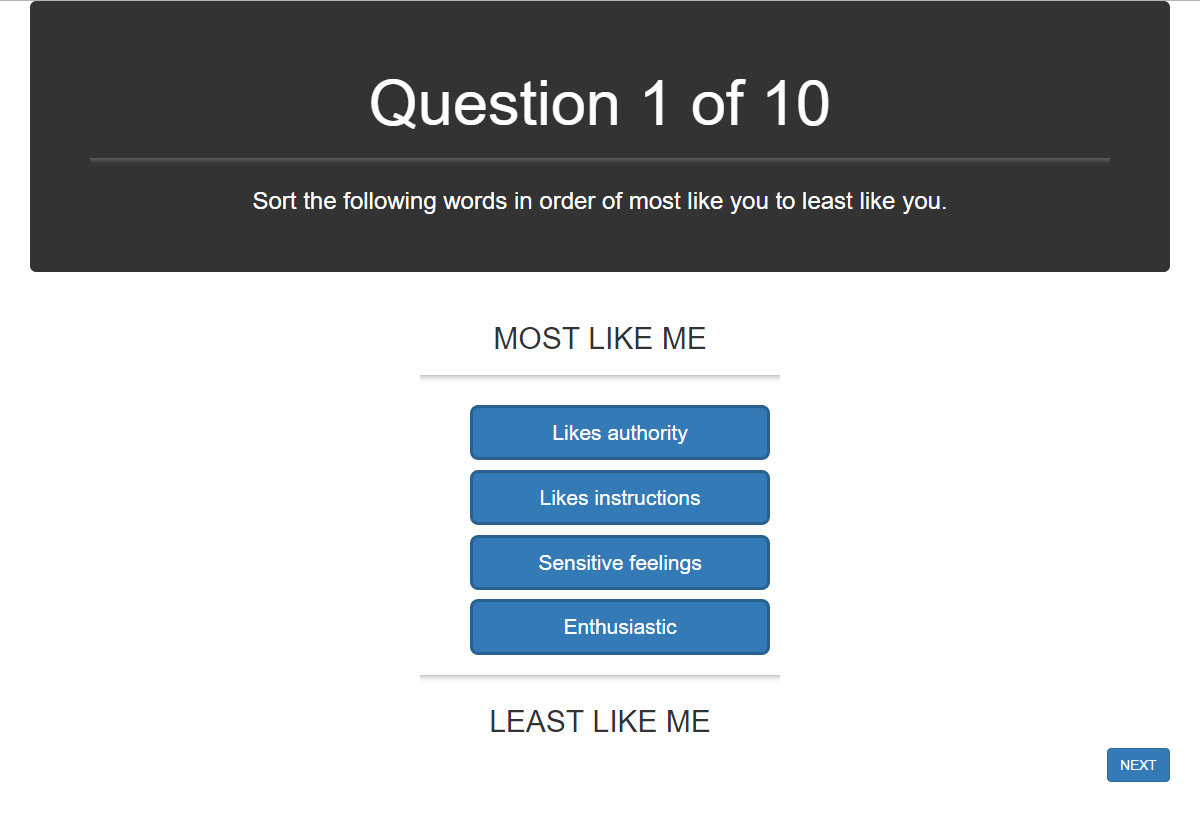 Question 1 of 10
Sort the following words in order of most like you to least like you.
MOST LIKE ME
Likes authority
Likes instructions
Sensitive feelings
Enthusiastic
LEAST LIKE ME
NEXT